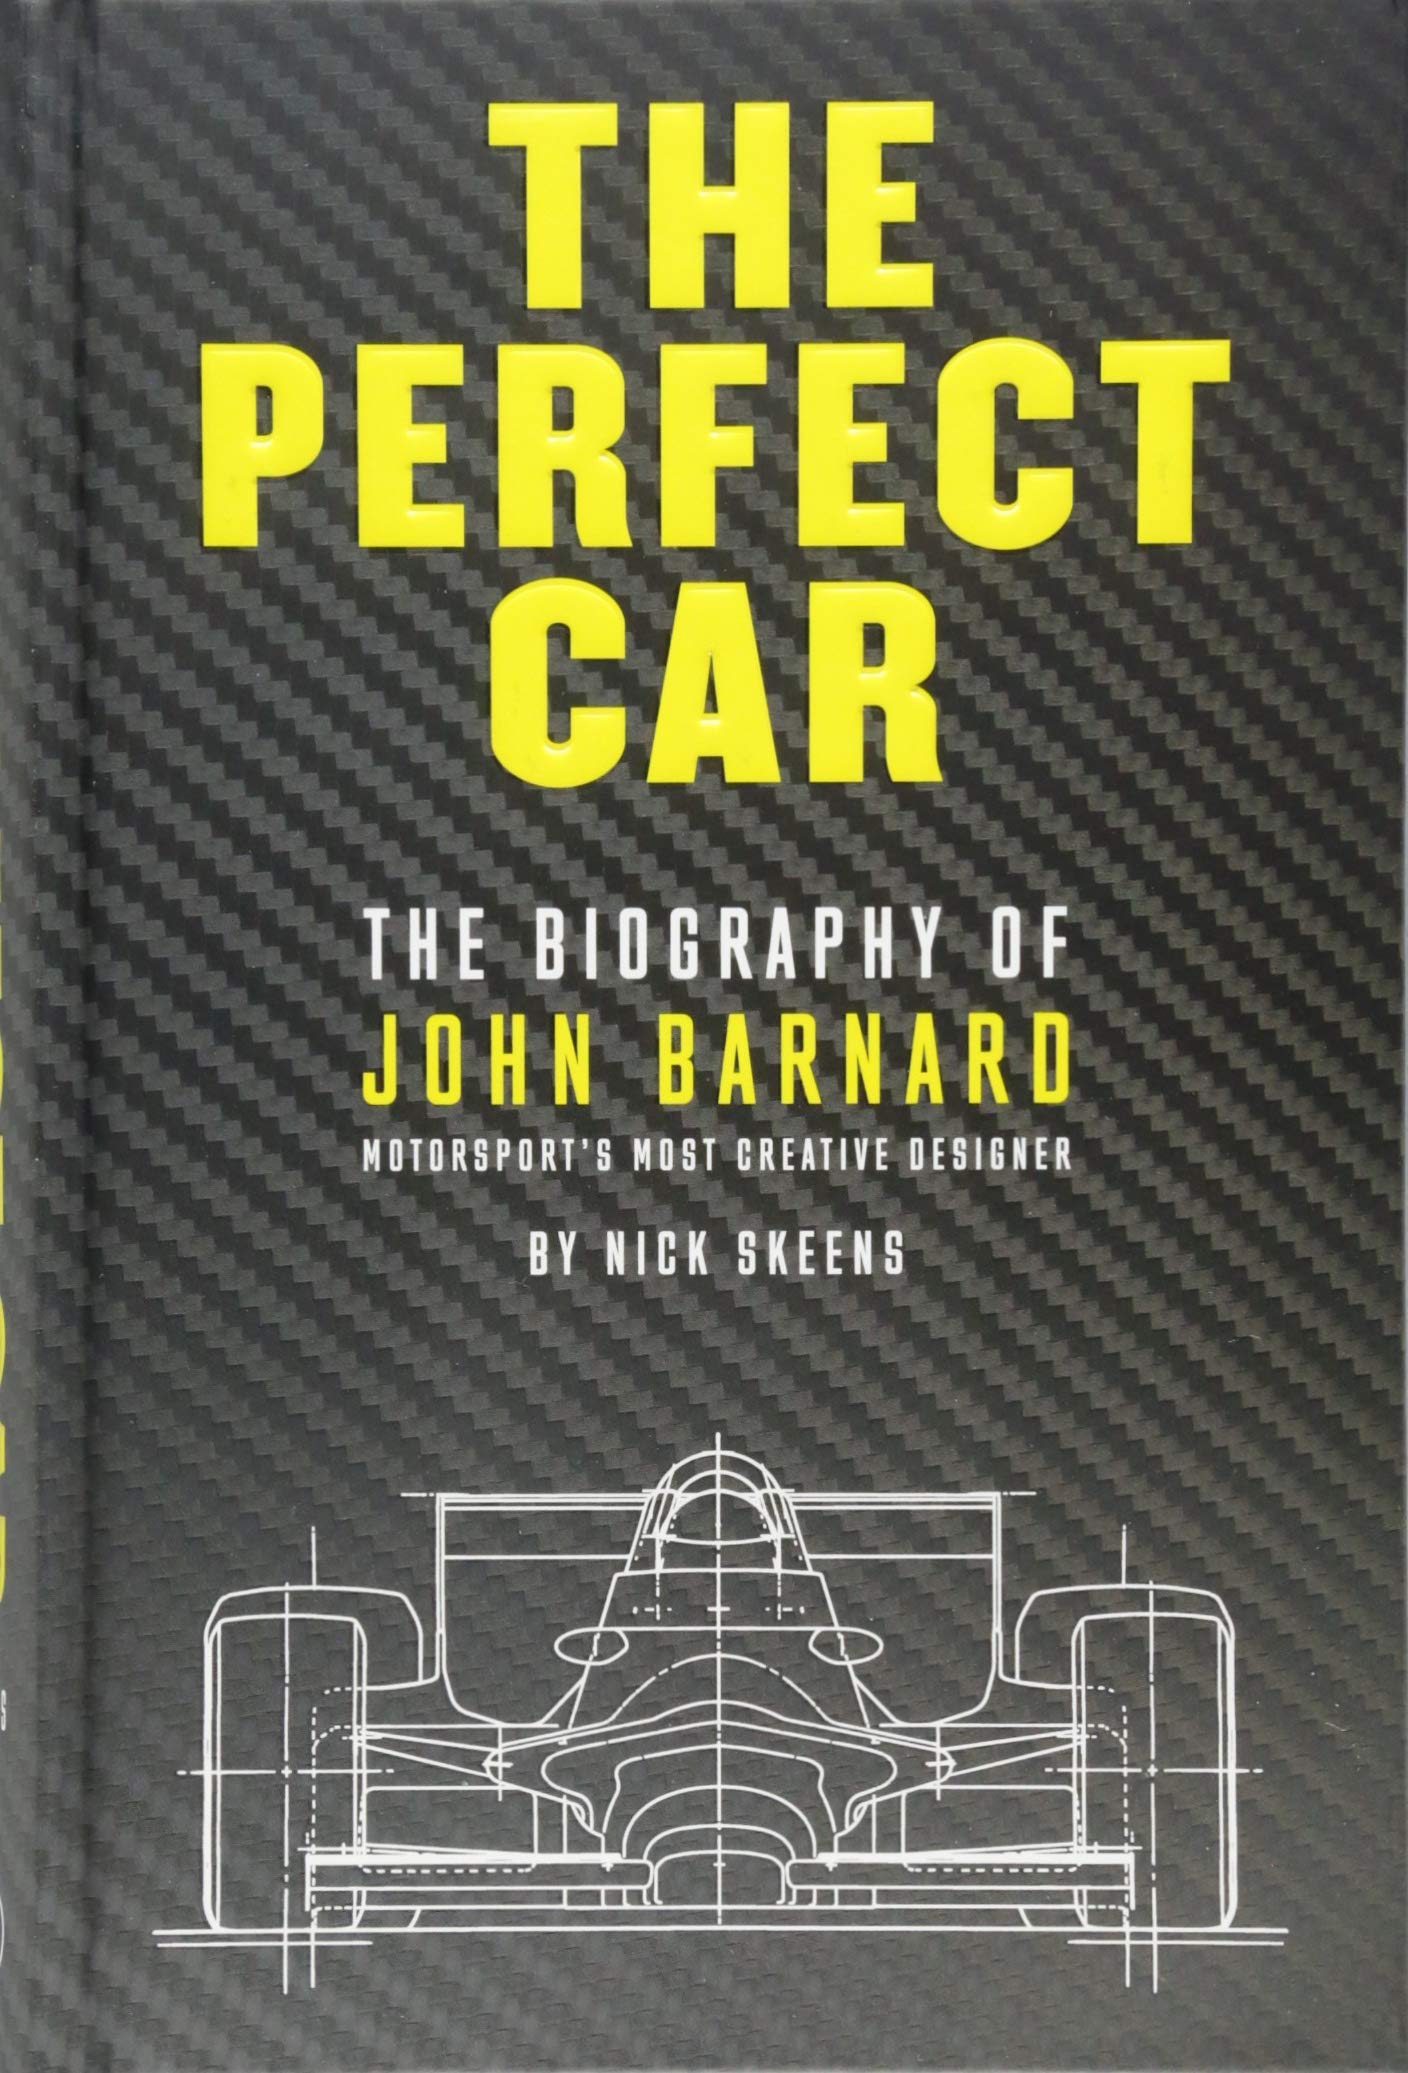 THE
PERFECT
CAR
THE BIOGRAPHY OF
JOHN BARNARD
MOTORSPORT'S MOST CREATIVE DESIGNER
BY NICK SKEENS